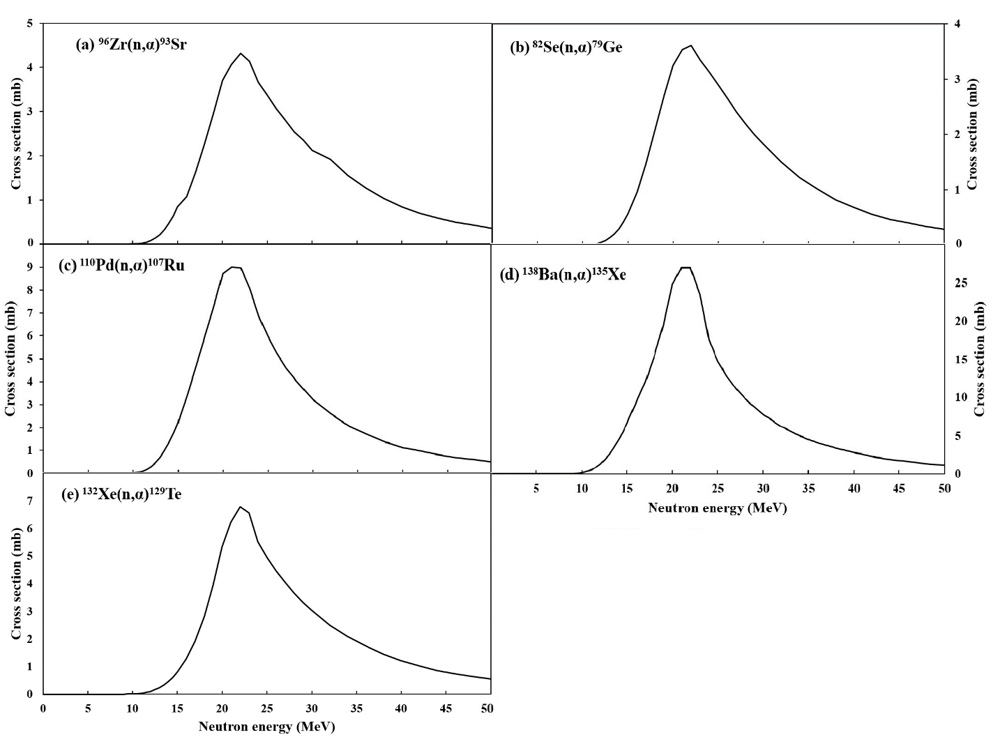 (a) ⁹⁶Zr(n,α)⁹³Sr
5
4
3
2
1
0
Cross section (mb)
(b) ⁸²Se(n,α)⁷⁹Ge
4
3
2
1
0
Cross section (mb)
(c) ¹¹⁰Pd(n,α)¹⁰⁷Ru
9
8
7
6
5
4
3
2
1
0
Cross section (mb)
(d) ¹³⁸Ba(n,α)¹³⁵Xe
25
20
15
10
5
0
Cross section (mb)
5 10 15 20 25 30 35 40 45 50
Neutron energy (MeV)
(e) ¹³²Xe(n,α)¹²⁹Te
7
6
5
4
3
2
1
0
Cross section (mb)
0 5 10 15 20 25 30 35 40 45 50
Neutron energy (MeV)